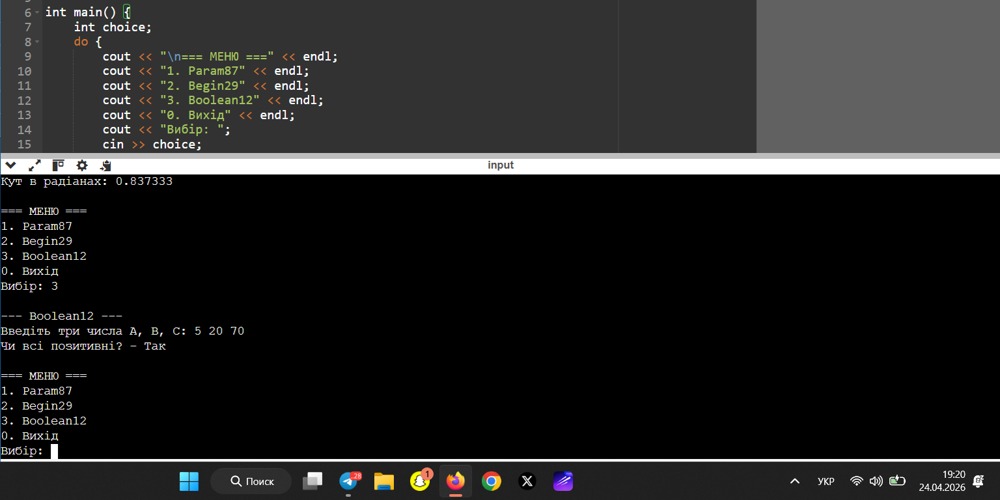 6 int main() {
7 int choice;
8 do {
9 cout << "\n=== МЕНЮ ===" << endl;
10 cout << "1. Param87" << endl;
11 cout << "2. Begin29" << endl;
12 cout << "3. Boolean12" << endl;
13 cout << "0. Вихід" << endl;
14 cout << "Вибір: ";
15 cin >> choice;
input
Кут в радіанах: 0.837333
=== МЕНЮ ===
1. Param87
2. Begin29
3. Boolean12
0. Вихід
Вибір: 3
--- Boolean12 ---
Введіть три числа A, B, C: 5 20 70
Чи всі позитивні? - Так
=== МЕНЮ ===
1. Param87
2. Begin29
3. Boolean12
0. Вихід
Вибір:
Поиск
..28
1
УКР
19:20
24.04.2026